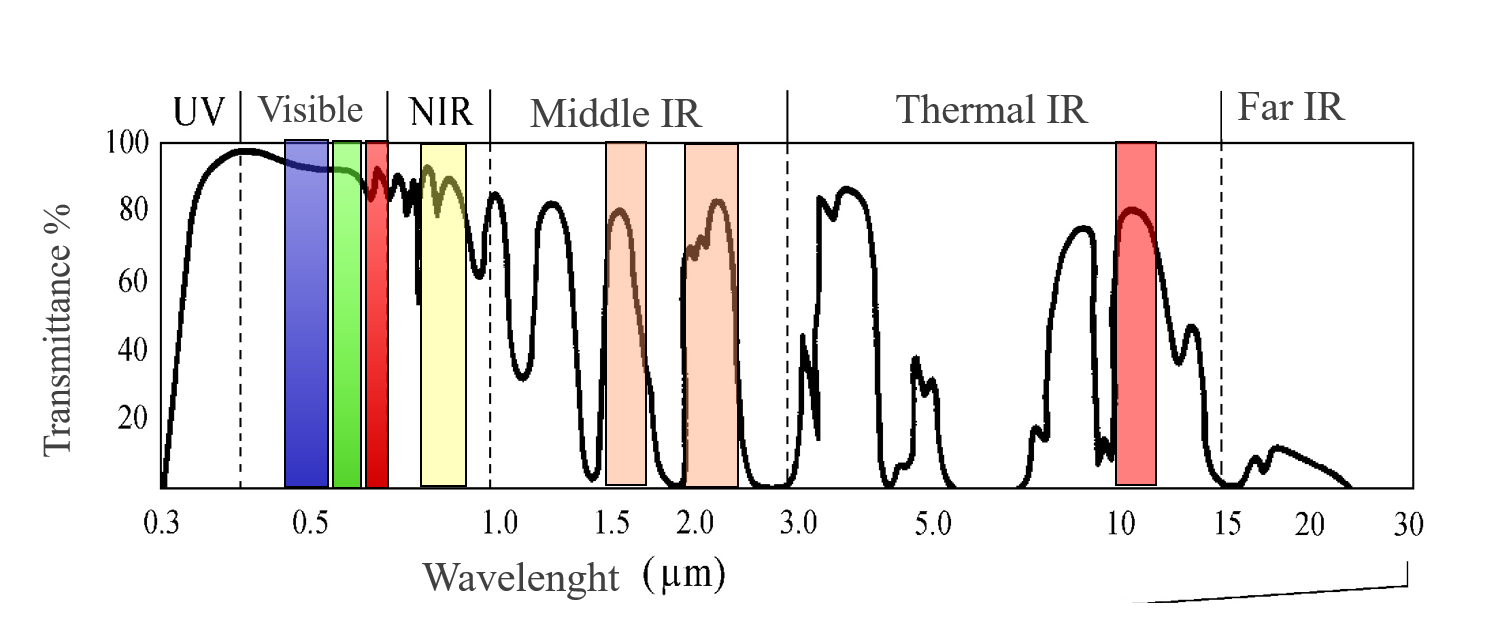 UV Visible NIR Middle IR Thermal IR Far IR
100
80
60
40
20
Transmittance %
0.3 0.5 1.0 1.5 2.0 3.0 5.0 10 15 20 30
Wavelenght (µm)